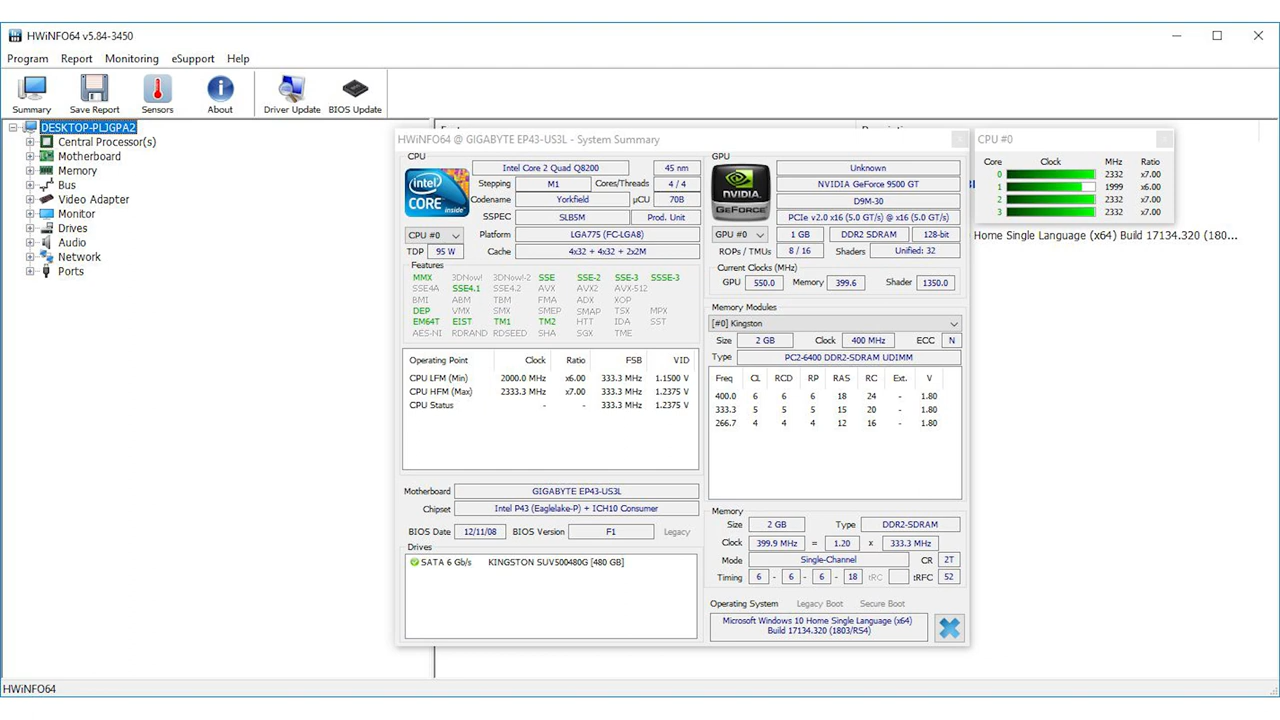 HWiNFO64 v5.84-3450
Program Report Monitoring eSupport Help
Summary Save Report Sensors About Driver Update BIOS Update
DESKTOP-PLJGPA2
Central Processor(s)
Motherboard
Memory
Bus
Video Adapter
Monitor
Drives
Audio
Network
Ports
HWiNFO64 @ GIGABYTE EP43-US3L - System Summary
CPU
intel
CORE
inside
Intel Core 2 Quad Q8200 45 nm
Stepping M1 Cores/Threads 4 / 4
Codename Yorkfield µCU 70B
SSPEC SLB5M Prod. Unit
CPU #0 Platform LGA775 (FC-LGA8)
TDP 95 W Cache 4x32 + 4x32 + 2x2M
Features
MMX 3DNow! 3DNow!-2 SSE SSE-2 SSE-3 SSSE-3
SSE4A SSE4.1 SSE4.2 AVX AVX2 AVX-512
BMI ABM TBM FMA ADX XOP
DEP VMX SMX SMEP SMAP TSX MPX
EM64T EIST TM1 TM2 HTT IDA SST
AES-NI RDRAND RDSEED SHA SGX TME
Operating Point Clock Ratio FSB VID
CPU LFM (Min) 2000.0 MHz x6.00 333.3 MHz 1.1500 V
CPU HFM (Max) 2333.3 MHz x7.00 333.3 MHz 1.2375 V
CPU Status - - 333.3 MHz 1.2375 V
Motherboard GIGABYTE EP43-US3L
Chipset Intel P43 (Eaglelake-P) + ICH10 Consumer
BIOS Date 12/11/08 BIOS Version F1 Legacy
Drives
SATA 6 Gb/s KINGSTON SUV500480G [480 GB]
GPU
NVIDIA.
GEFORCE
Unknown
NVIDIA GeForce 9500 GT
D9M-30
PCIe v2.0 x16 (5.0 GT/s) @ x16 (5.0 GT/s)
GPU #0 1 GB DDR2 SDRAM 128-bit
ROPs / TMUs 8 / 16 Shaders Unified: 32
Current Clocks (MHz)
GPU 550.0 Memory 399.6 Shader 1350.0
Memory Modules
[#0] Kingston
Size 2 GB Clock 400 MHz ECC N
Type PC2-6400 DDR2-SDRAM UDIMM
Freq CL RCD RP RAS RC Ext. V
400.0 6 6 6 18 24 - 1.80
333.3 5 5 5 15 20 - 1.80
266.7 4 4 4 12 16 - 1.80
Memory
Size 2 GB Type DDR2-SDRAM
Clock 399.9 MHz = 1.20 x 333.3 MHz
Mode Single-Channel CR 2T
Timing 6 - 6 - 6 - 18 tRC tRFC 52
Operating System Legacy Boot Secure Boot
Microsoft Windows 10 Home Single Language (x64)
Build 17134.320 (1803/RS4)
CPU #0
Core Clock MHz Ratio
0 2332 x7.00
1 1999 x6.00
2 2332 x7.00
3 2332 x7.00
Home Single Language (x64) Build 17134.320 (180...
HWiNFO64